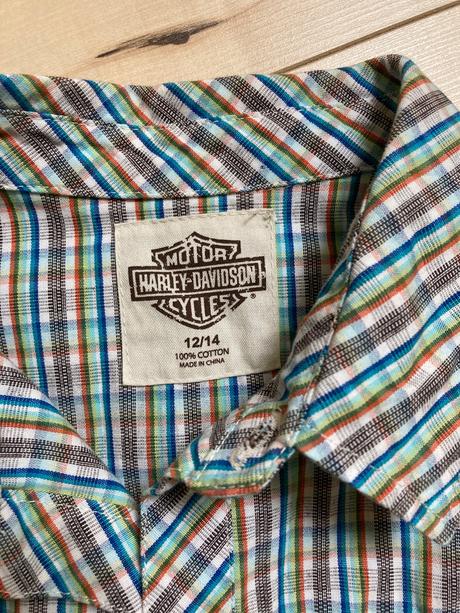 MOTOR
HARLEY-DAVIDSON
CYCLES®
12/14
100% COTTON
MADE IN CHINA